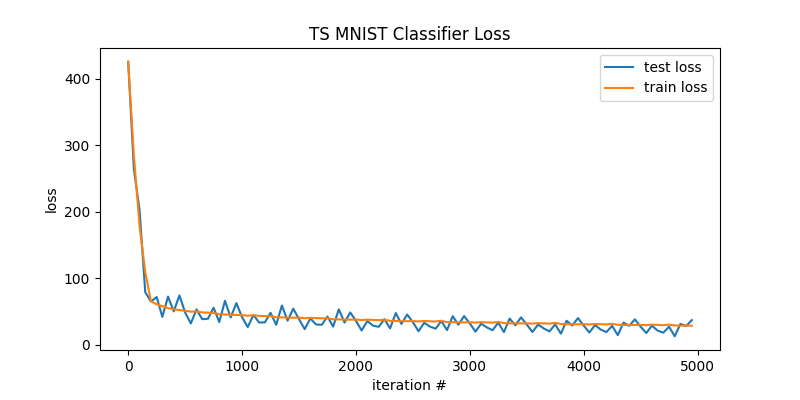 TS MNIST Classifier Loss
test loss
train loss
400
300
200
100
0
loss
0 1000 2000 3000 4000 5000
iteration #